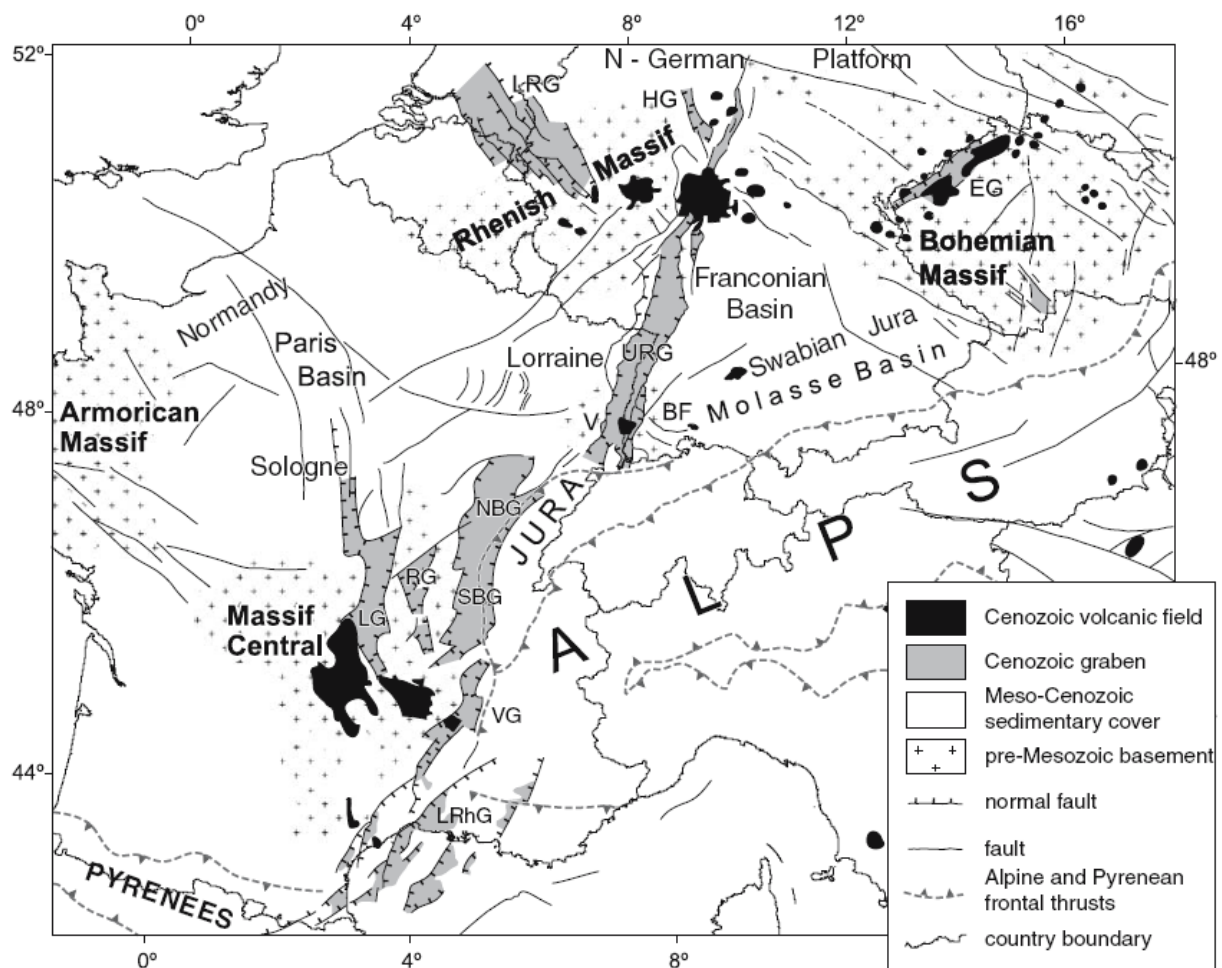 0º 4º 8º 12º 16º
52º
N - German Platform
LRG
HG
Massif
Rhenish
EG
Bohemian
Massif
Franconian
Basin
Normandy
Paris
Basin
Lorraine
URG
Swabian Jura
48º
Molasse Basin
48º
Armorican
Massif
V
BF
Sologne
NBG
JURA
ALPS
RG
SBG
LG
Massif
Central
VG
44º
LRhG
PYRENÉES
Cenozoic volcanic field
Cenozoic graben
Meso-Cenozoic
sedimentary cover
pre-Mesozoic basement
normal fault
fault
Alpine and Pyrenean
frontal thrusts
country boundary
0º 4º 8º